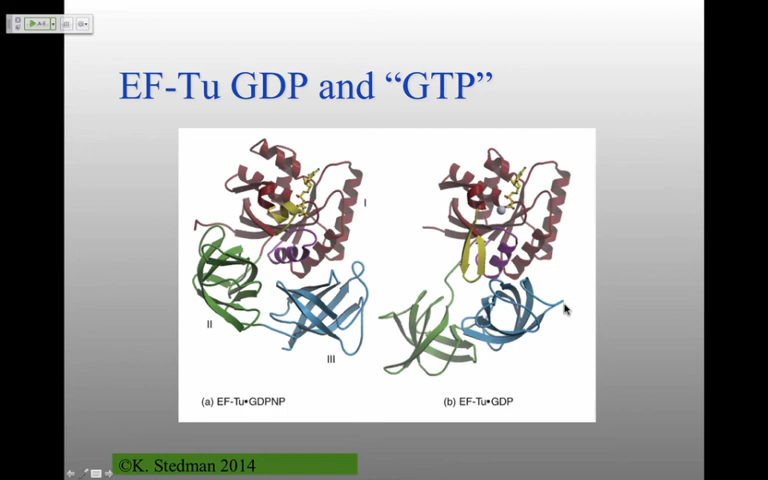 EF-Tu GDP and “GTP”
I
II
III
(a) EF-Tu•GDPNP
(b) EF-Tu•GDP
©K. Stedman 2014